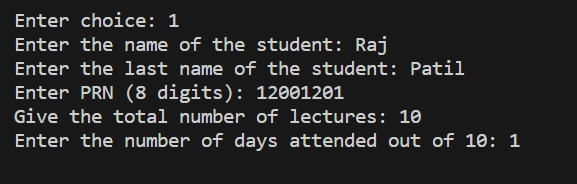 Enter choice: 1
Enter the name of the student: Raj
Enter the last name of the student: Patil
Enter PRN (8 digits): 12001201
Give the total number of lectures: 10
Enter the number of days attended out of 10: 1